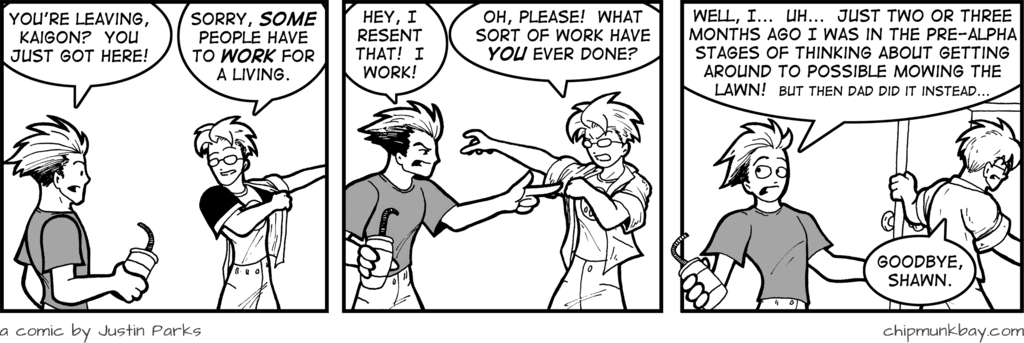 YOU'RE LEAVING,
KAIGON? YOU
JUST GOT HERE!
SORRY, SOME
PEOPLE HAVE
TO WORK FOR
A LIVING.
HEY, I
RESENT
THAT! I
WORK!
OH, PLEASE! WHAT
SORT OF WORK HAVE
YOU EVER DONE?
WELL, I... UH... JUST TWO OR THREE
MONTHS AGO I WAS IN THE PRE-ALPHA
STAGES OF THINKING ABOUT GETTING
AROUND TO POSSIBLE MOWING THE
LAWN! BUT THEN DAD DID IT INSTEAD...
GOODBYE,
SHAWN.
a comic by Justin Parks
chipmunkbay.com